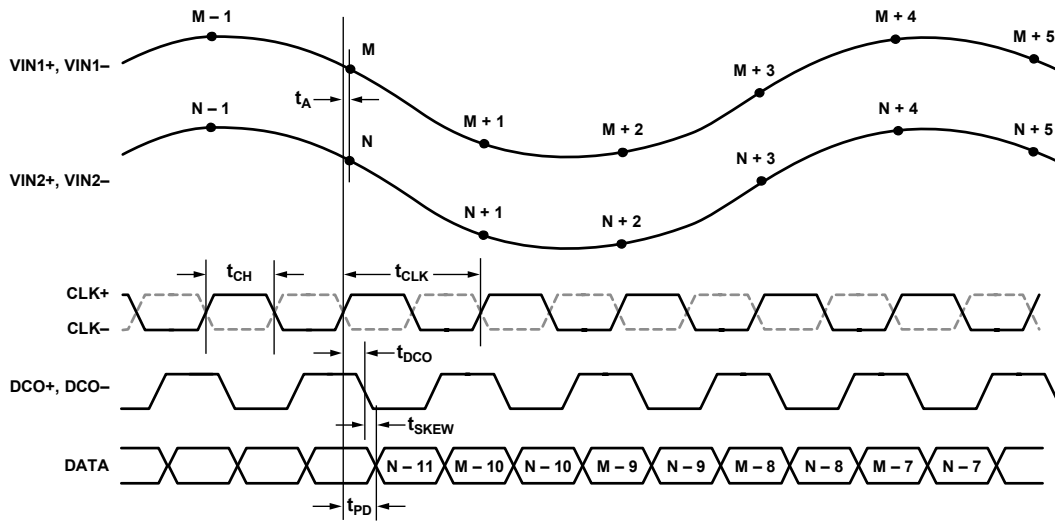 M – 1
M
M + 1
M + 2
M + 3
M + 4
M + 5
VIN1+, VIN1–
tA
N – 1
N
N + 1
N + 2
N + 3
N + 4
N + 5
VIN2+, VIN2–
tCH
tCLK
CLK+
CLK–
tDCO
DCO+, DCO–
tSKEW
DATA
N – 11
M – 10
N – 10
M – 9
N – 9
M – 8
N – 8
M – 7
N – 7
tPD